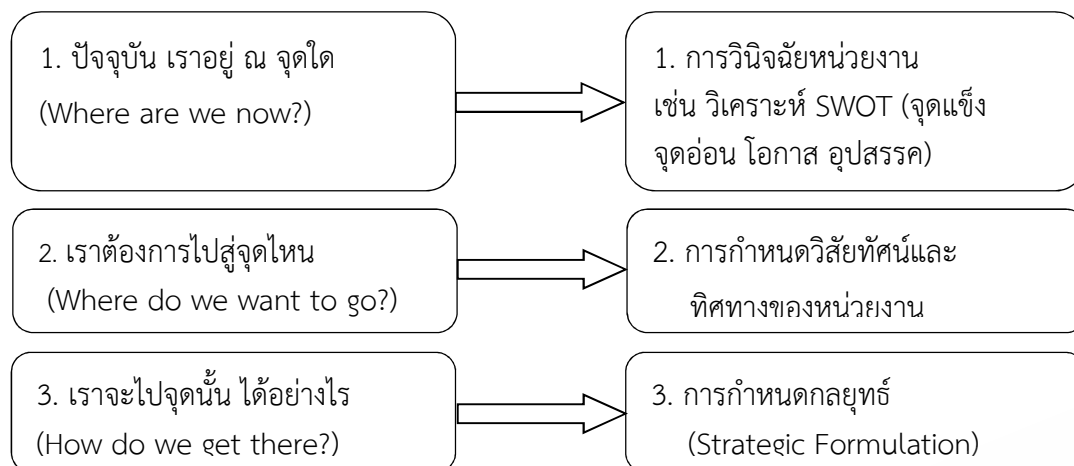 1. ปัจจุบัน เราอยู่ ณ จุดใด
(Where are we now?)
1. การวินิจฉัยหน่วยงาน
เช่น วิเคราะห์ SWOT (จุดแข็ง
จุดอ่อน โอกาส อุปสรรค)
2. เราต้องการไปสู่จุดไหน
(Where do we want to go?)
2. การกำหนดวิสัยทัศน์และ
ทิศทางของหน่วยงาน
3. เราจะไปจุดนั้น ได้อย่างไร
(How do we get there?)
3. การกำหนดกลยุทธ์
(Strategic Formulation)